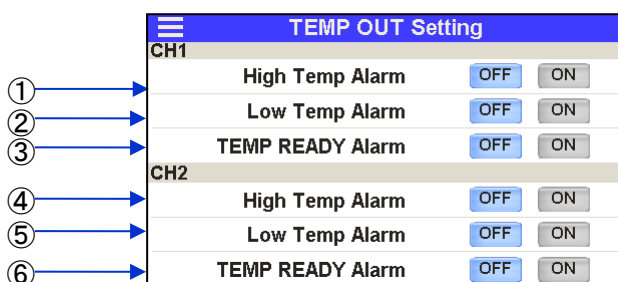 TEMP OUT Setting
CH1
① High Temp Alarm OFF ON
② Low Temp Alarm OFF ON
③ TEMP READY Alarm OFF ON
CH2
④ High Temp Alarm OFF ON
⑤ Low Temp Alarm OFF ON
⑥ TEMP READY Alarm OFF ON